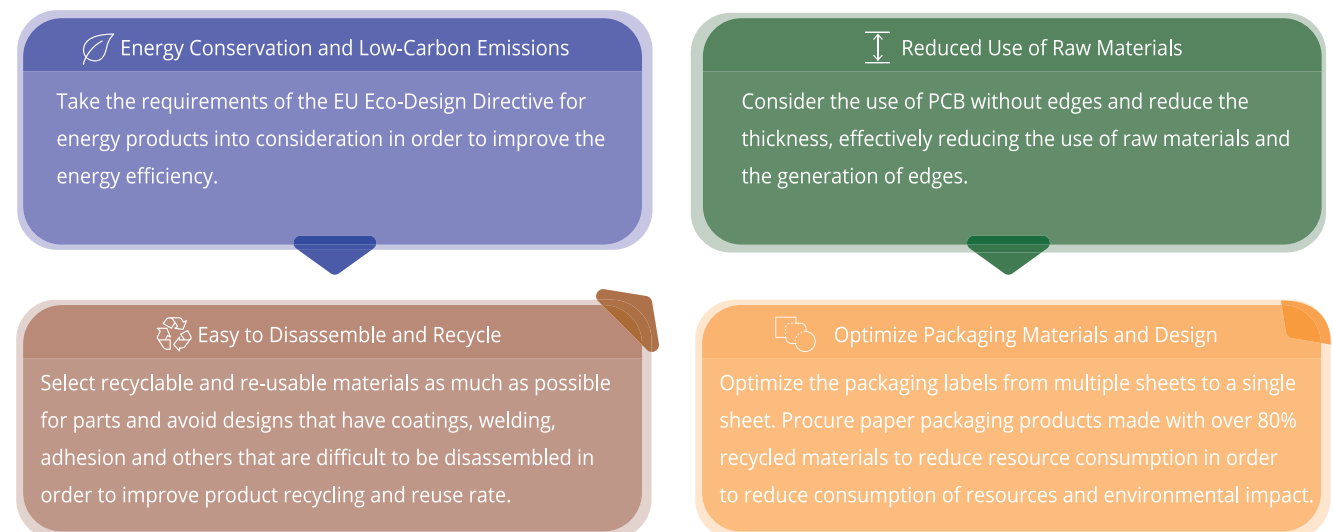 Energy Conservation and Low-Carbon Emissions
Take the requirements of the EU Eco-Design Directive for
energy products into consideration in order to improve the
energy efficiency.
Reduced Use of Raw Materials
Consider the use of PCB without edges and reduce the
thickness, effectively reducing the use of raw materials and
the generation of edges.
Easy to Disassemble and Recycle
Select recyclable and re-usable materials as much as possible
for parts and avoid designs that have coatings, welding,
adhesion and others that are difficult to be disassembled in
order to improve product recycling and reuse rate.
Optimize Packaging Materials and Design
Optimize the packaging labels from multiple sheets to a single
sheet. Procure paper packaging products made with over 80%
recycled materials to reduce resource consumption in order
to reduce consumption of resources and environmental impact.